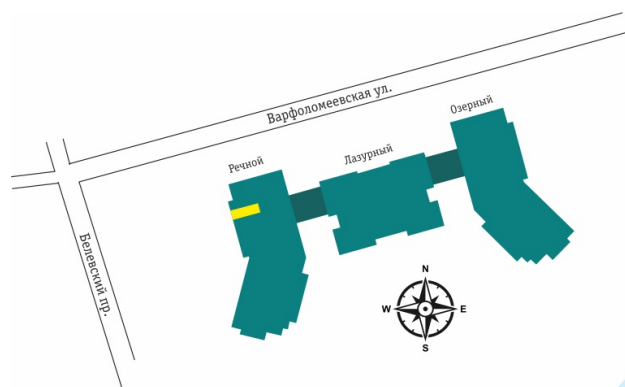 Варфоломеевская ул.
Озерный
Лазурный
Речной
Белевский пр.
N
W
E
S